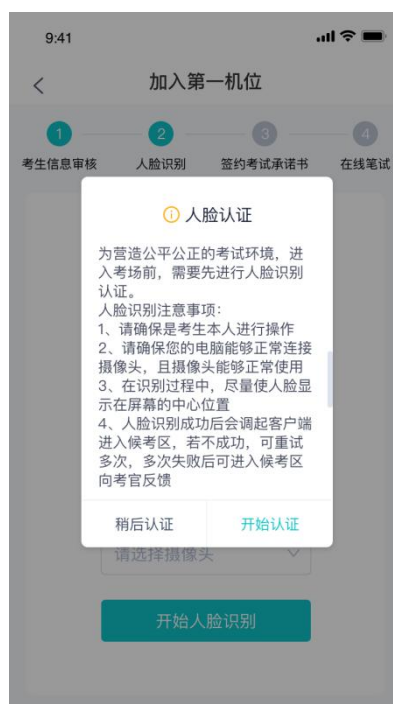 9:41
加入第一机位
1 2 3 4
考生信息审核 人脸识别 签约考试承诺书 在线笔试
人脸认证
为营造公平公正的考试环境，进
入考场前，需要先进行人脸识别
认证。
人脸识别注意事项：
1、请确保是考生本人进行操作
2、请确保您的电脑能够正常连接
摄像头，且摄像头能够正常使用
3、在识别过程中，尽量使人脸显
示在屏幕的中心位置
4、人脸识别成功后会调起客户端
进入候考区，若不成功，可重试
多次，多次失败后可进入候考区
向考官反馈
稍后认证 开始认证
请选择摄像头
开始人脸识别